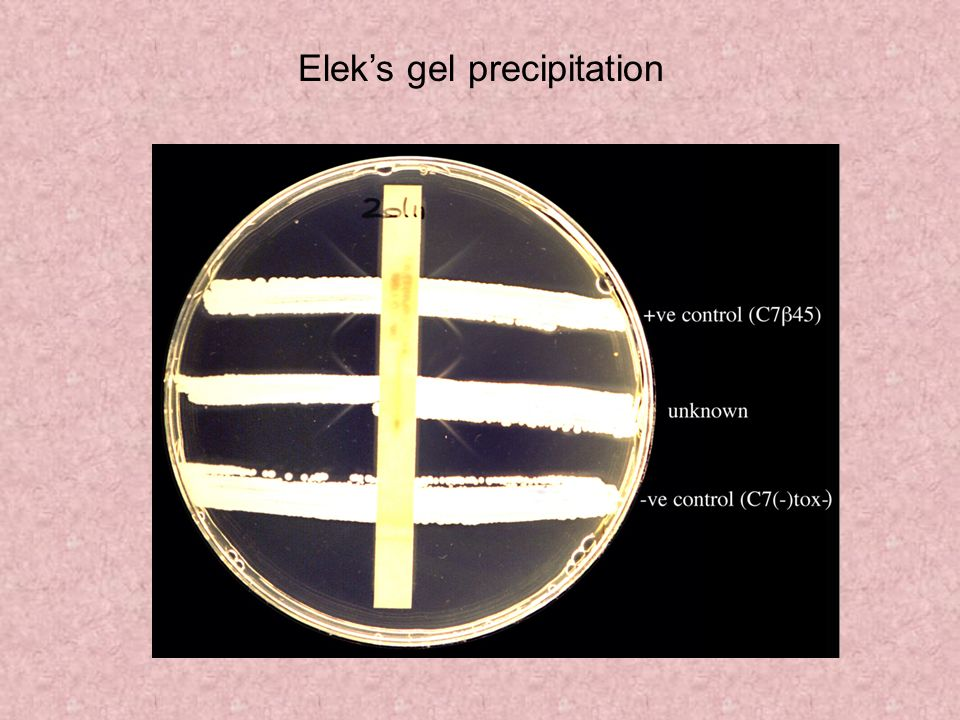 Elek’s gel precipitation
+ve control (C7β45)
unknown
-ve control (C7(-)tox-)